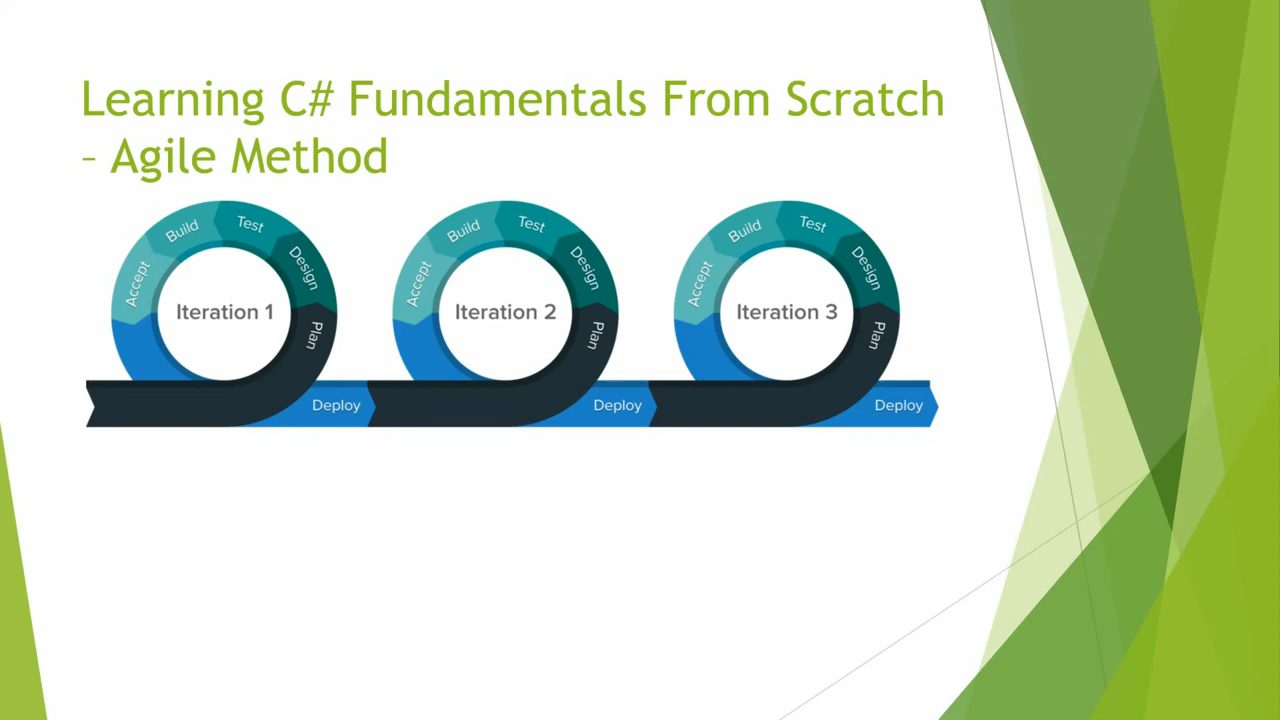 Learning C# Fundamentals From Scratch
– Agile Method
Build
Test
Accept
Design
Iteration 1
Plan
Deploy
Build
Test
Accept
Design
Iteration 2
Plan
Deploy
Build
Test
Accept
Design
Iteration 3
Plan
Deploy